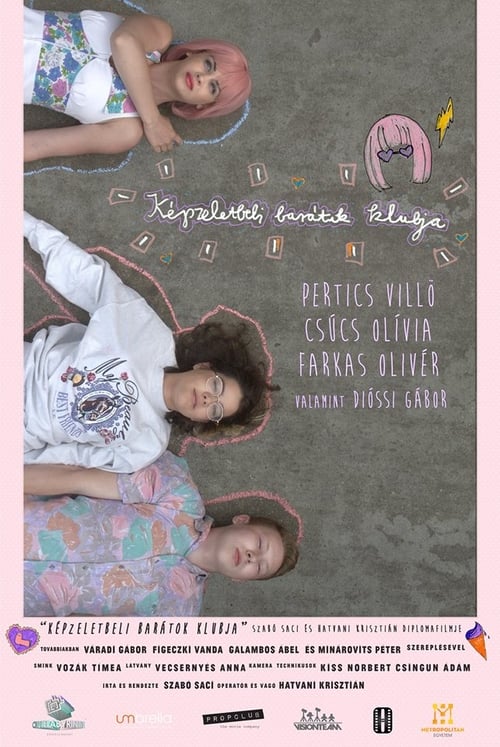 Képzeletbeli barátok klubja
PERTICS VILLŐ
CSÚCS OLÍVIA
FARKAS OLIVÉR
VALAMINT DIÓSSI GÁBOR
"KÉPZELETBELI BARÁTOK KLUBJA" SZABÓ SACI ÉS HATVANI KRISZTIÁN DIPLOMAFILMJE
TOVÁBBIAKBAN VÁRADI GÁBOR FIGECZKI VANDA GALAMBOS ÁBEL ÉS MINAROVITS PÉTER SZEREPLÉSÉVEL
SMINK VOZÁK TÍMEA LÁTVÁNY VECSERNYÉS ANNA KAMERA TECHNIKUSOK KISS NORBERT CSINGUN ÁDÁM
ÍRTA ÉS RENDEZTE SZABÓ SACI OPERATŐR ÉS VÁGÓ HATVANI KRISZTIÁN
umbrella PROPCLUB VISIONTEAM METROPOLITAN
EGYETEM